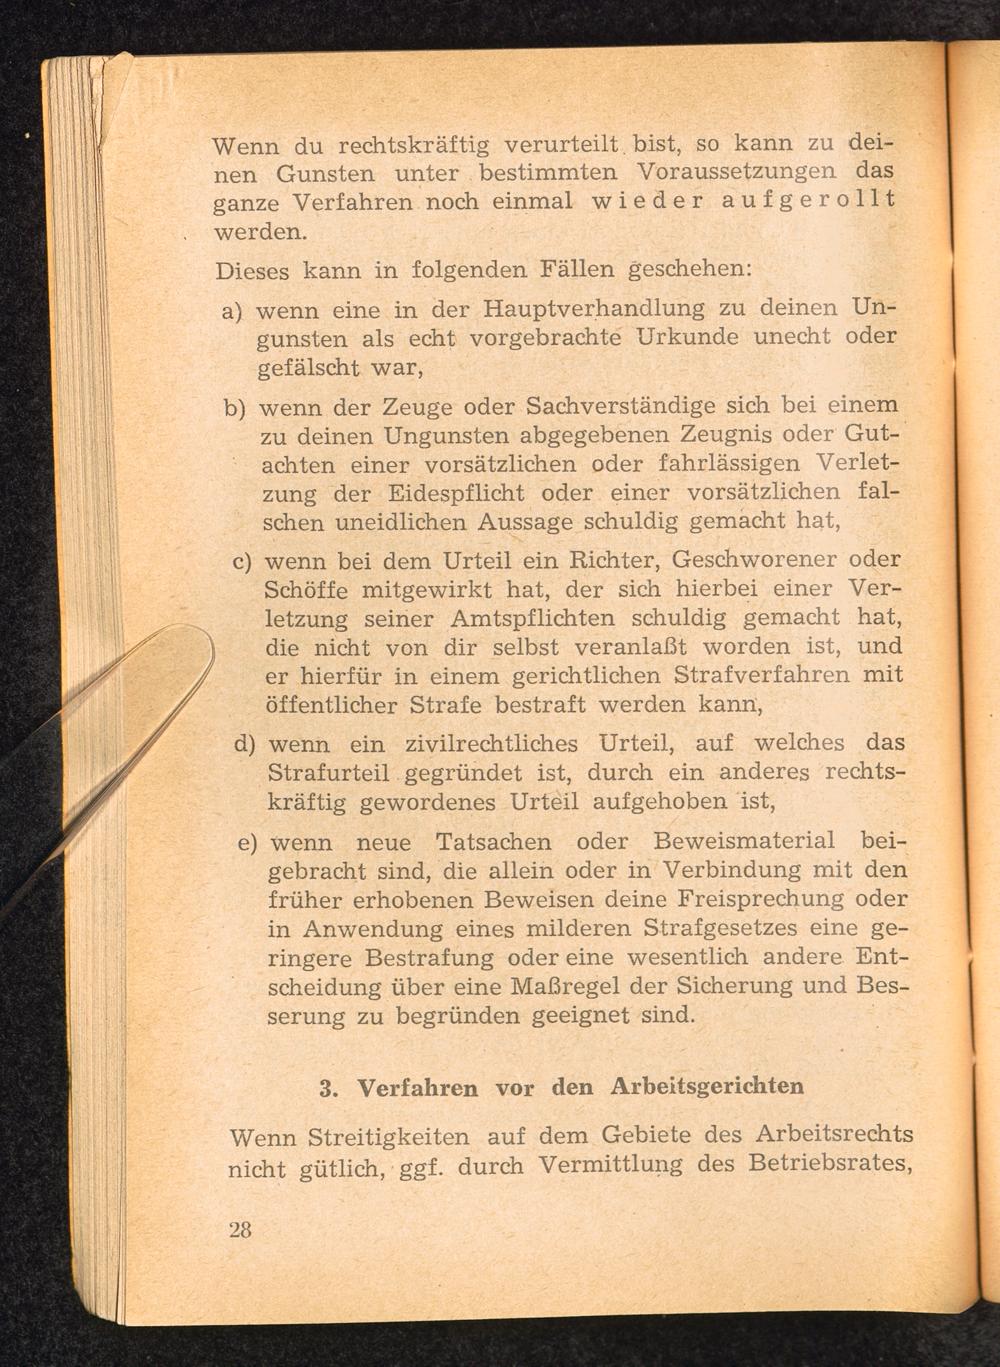 Wenn du rechtskräftig verurteilt bist, so kann zu dei-
nen Gunsten unter bestimmten Voraussetzungen das
ganze Verfahren noch einmal wieder aufgerollt
werden.
Dieses kann in folgenden Fällen geschehen:
a) wenn eine in der Hauptverhandlung zu deinen Un-
gunsten als echt vorgebrachte Urkunde unecht oder
gefälscht war,
b) wenn der Zeuge oder Sachverständige sich bei einem
zu deinen Ungunsten abgegebenen Zeugnis oder Gut-
achten einer vorsätzlichen oder fahrlässigen Verlet-
zung der Eidespflicht oder einer vorsätzlichen fal-
schen uneidlichen Aussage schuldig gemacht hat,
c) wenn bei dem Urteil ein Richter, Geschworener oder
Schöffe mitgewirkt hat, der sich hierbei einer Ver-
letzung seiner Amtspflichten schuldig gemacht hat,
die nicht von dir selbst veranlaßt worden ist, und
er hierfür in einem gerichtlichen Strafverfahren mit
öffentlicher Strafe bestraft werden kann,
d) wenn ein zivilrechtliches Urteil, auf welches das
Strafurteil gegründet ist, durch ein anderes rechts-
kräftig gewordenes Urteil aufgehoben ist,
e) wenn neue Tatsachen oder Beweismaterial bei-
gebracht sind, die allein oder in Verbindung mit den
früher erhobenen Beweisen deine Freisprechung oder
in Anwendung eines milderen Strafgesetzes eine ge-
ringere Bestrafung oder eine wesentlich andere Ent-
scheidung über eine Maßregel der Sicherung und Bes-
serung zu begründen geeignet sind.
3. Verfahren vor den Arbeitsgerichten
Wenn Streitigkeiten auf dem Gebiete des Arbeitsrechts
nicht gütlich, ggf. durch Vermittlung des Betriebsrates,
28